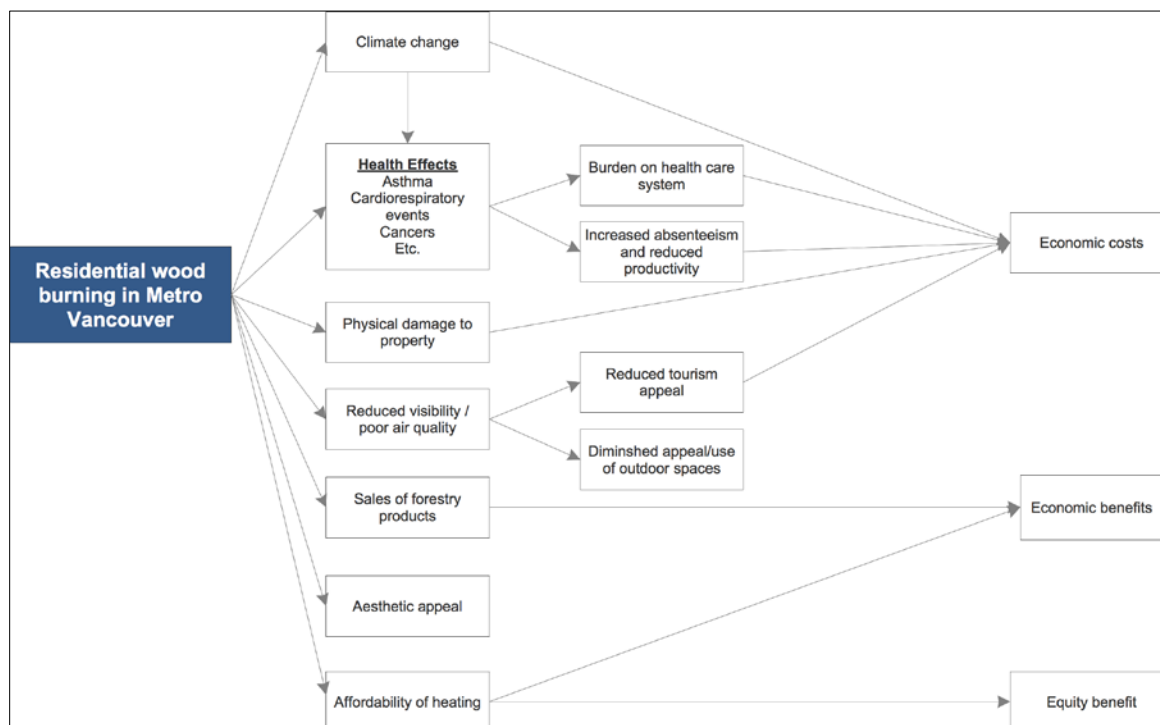 Climate change
Health Effects
Asthma
Cardiorespiratory
events
Cancers
Etc.
Burden on health care
system
Increased absenteeism
and reduced
productivity
Economic costs
Residential wood
burning in Metro
Vancouver
Physical damage to
property
Reduced visibility /
poor air quality
Reduced tourism
appeal
Diminshed appeal/use
of outdoor spaces
Sales of forestry
products
Economic benefits
Aesthetic appeal
Affordability of heating
Equity benefit